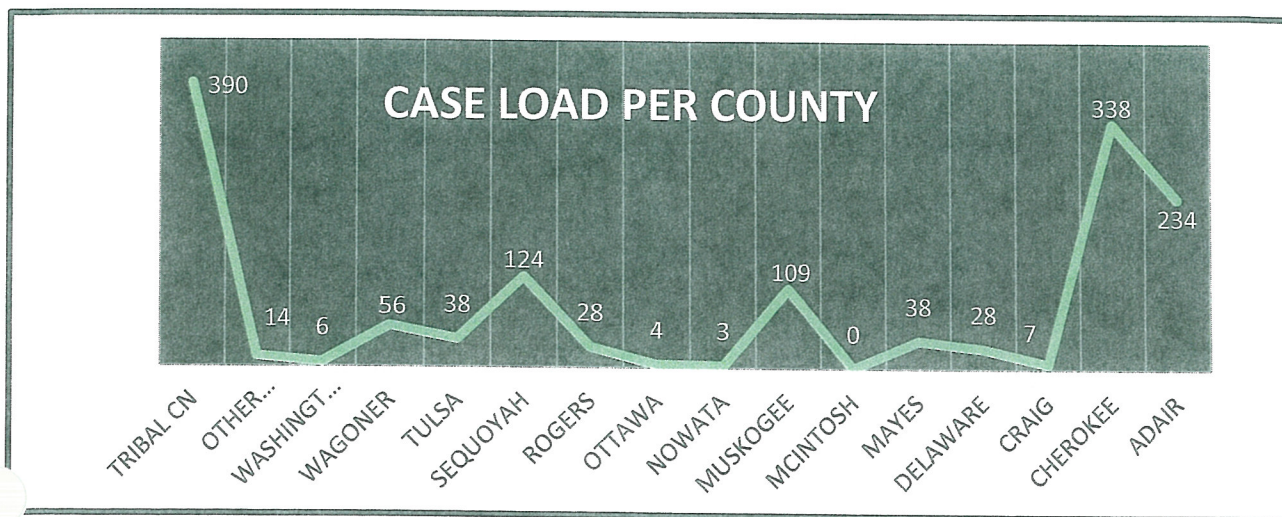 CASE LOAD PER COUNTY
390
14
6
56
38
124
28
4
3
109
0
38
28
7
338
234
TRIBAL CN
OTHER...
WASHINGT...
WAGONER
TULSA
SEQUOYAH
ROGERS
OTTAWA
NOWATA
MUSKOGEE
MCINTOSH
MAYES
DELAWARE
CRAIG
CHEROKEE
ADAIR